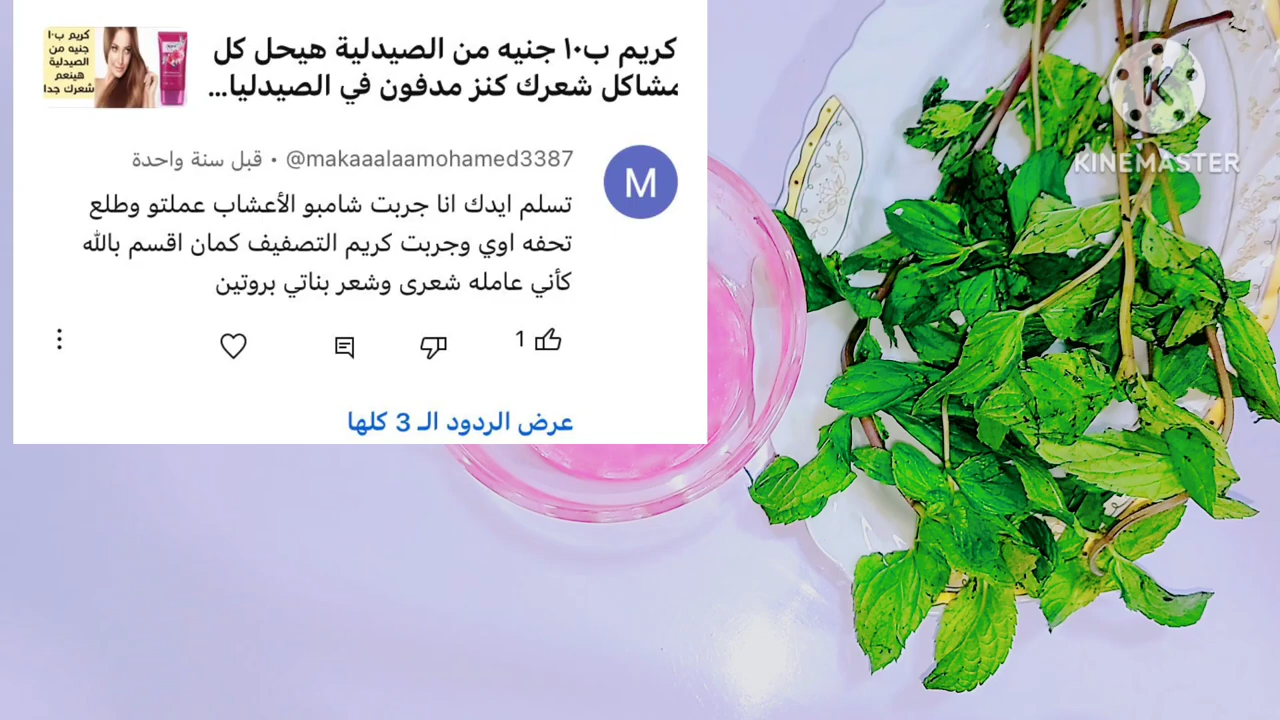 كريم ب١٠ جنيه من الصيدلية هيحل كل
مشاكل شعرك كنز مدفون في الصيدليا...
كريم ب١٠
جنيه من
الصيدلية
هينعم
شعرك جدا
@makaaalaamohamed3387 • قبل سنة واحدة
M
تسلم ايدك انا جربت شامبو الأعشاب عملتو وطلع
تحفه اوي وجربت كريم التصفيف كمان اقسم بالله
كأني عامله شعرى وشعر بناتي بروتين
1
عرض الردود الـ 3 كلها
K
KINEMASTER